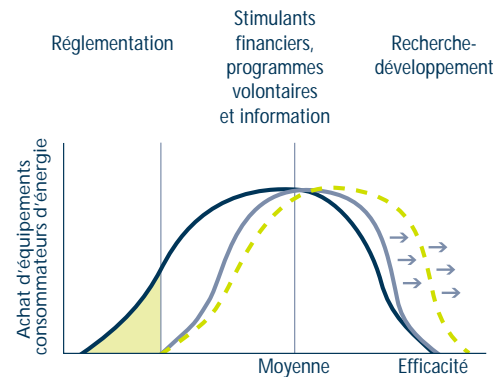 Réglementation
Stimulants
financiers,
programmes
volontaires
et information
Recherche-
développement
Achat d'équipements
consommateurs d'énergie
Moyenne
Efficacité